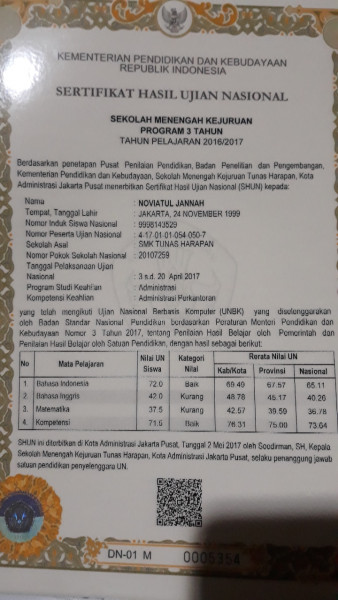 KEMENTERIAN PENDIDIKAN DAN KEBUDAYAAN
REPUBLIK INDONESIA
SERTIFIKAT HASIL UJIAN NASIONAL
SEKOLAH MENENGAH KEJURUAN
PROGRAM 3 TAHUN
TAHUN PELAJARAN 2016/2017
Berdasarkan penetapan Pusat Penilaian Pendidikan, Badan Penelitian dan Pengembangan,
Kementerian Pendidikan dan Kebudayaan, Sekolah Menengah Kejuruan Tunas Harapan, Kota
Administrasi Jakarta Pusat menerbitkan Sertifikat Hasil Ujian Nasional (SHUN) kepada:
Nama : NOVIATUL JANNAH
Tempat, Tanggal Lahir : JAKARTA, 24 NOVEMBER 1999
Nomor Induk Siswa Nasional : 9998143529
Nomor Peserta Ujian Nasional : 4-17-01-01-054-050-7
Sekolah Asal : SMK TUNAS HARAPAN
Nomor Pokok Sekolah Nasional : 20107259
Tanggal Pelaksanaan Ujian
Nasional : 3 s.d. 20 April 2017
Program Studi Keahlian : Administrasi
Kompetensi Keahlian : Administrasi Perkantoran
yang telah mengikuti Ujian Nasional Berbasis Komputer (UNBK) yang diselenggarakan
oleh Badan Standar Nasional Pendidikan berdasarkan Peraturan Menteri Pendidikan dan
Kebudayaan Nomor 3 Tahun 2017, tentang Penilaian Hasil Belajar oleh Pemerintah dan
Penilaian Hasil Belajar oleh Satuan Pendidikan, dengan hasil sebagai berikut:
No Mata Pelajaran Nilai UN Siswa Kategori Nilai Rerata Nilai UN
Kab/Kota Provinsi Nasional
1. Bahasa Indonesia 72.0 Baik 69.49 67.57 65.11
2. Bahasa Inggris 42.0 Kurang 48.78 45.17 40.26
3. Matematika 37.5 Kurang 42.57 39.59 36.78
4. Kompetensi Baik 76.31 75.00 73.64
SHUN ini diterbitkan di Kota Administrasi Jakarta Pusat, Tanggal 2 Mei 2017 oleh Soodirman, SH, Kepala
Sekolah Menengah Kejuruan Tunas Harapan, Kota Administrasi Jakarta Pusat, selaku penanggung jawab
satuan pendidikan penyelenggara UN.
DN-01 M 0005354